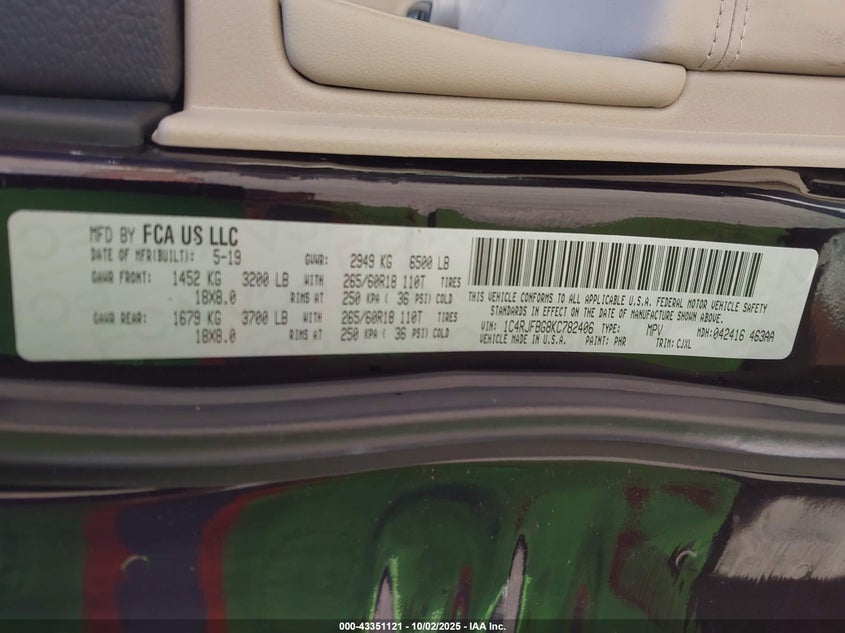 MFD BY FCA US LLC
DATE OF MFR(BUILT): 5-19 GVWR: 2949 KG 6500 LB
GAWR FRONT: 1452 KG 3200 LB WITH 265/60R18 110T TIRES
18X8.0 RIMS AT 250 KPA ( 36 PSI) COLD
GAWR REAR: 1679 KG 3700 LB WITH 265/60R18 110T TIRES
18X8.0 RIMS AT 250 KPA ( 36 PSI) COLD
THIS VEHICLE CONFORMS TO ALL APPLICABLE U.S.A. FEDERAL MOTOR VEHICLE SAFETY
STANDARDS IN EFFECT ON THE DATE OF MANUFACTURE SHOWN ABOVE.
VIN: 1C4RJFBG8KC782406 TYPE: MPV MDH: 042416 463AA
VEHICLE MADE IN U.S.A. PAINT: PHR TRIM: CJXL
000-43351121 - 10/02/2025 - IAA Inc.